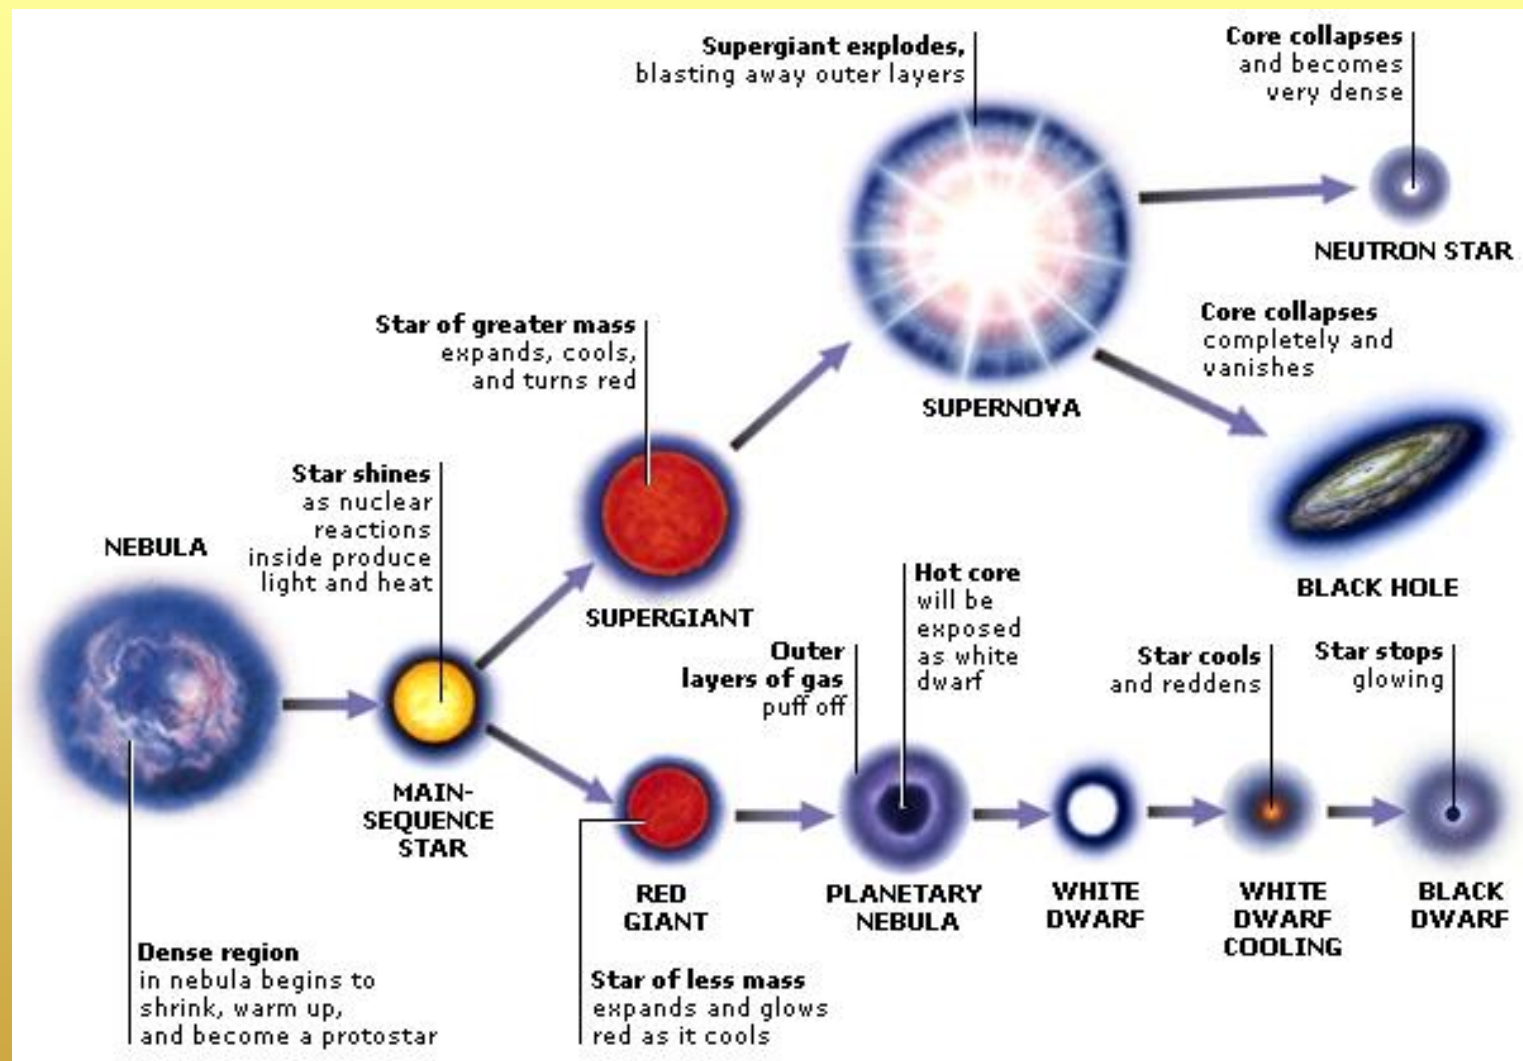 Supergiant explodes,
blasting away outer layers
Core collapses
and becomes
very dense
NEUTRON STAR
Core collapses
completely and
vanishes
SUPERNOVA
BLACK HOLE
Star of greater mass
expands, cools,
and turns red
SUPERGIANT
Star shines
as nuclear
reactions
inside produce
light and heat
NEBULA
MAIN-
SEQUENCE
STAR
Dense region
in nebula begins to
shrink, warm up,
and become a protostar
RED
GIANT
Star of less mass
expands and glows
red as it cools
Outer
layers of gas
puff off
Hot core
will be
exposed
as white
dwarf
PLANETARY
NEBULA
WHITE
DWARF
Star cools
and reddens
WHITE
DWARF
COOLING
Star stops
glowing
BLACK
DWARF